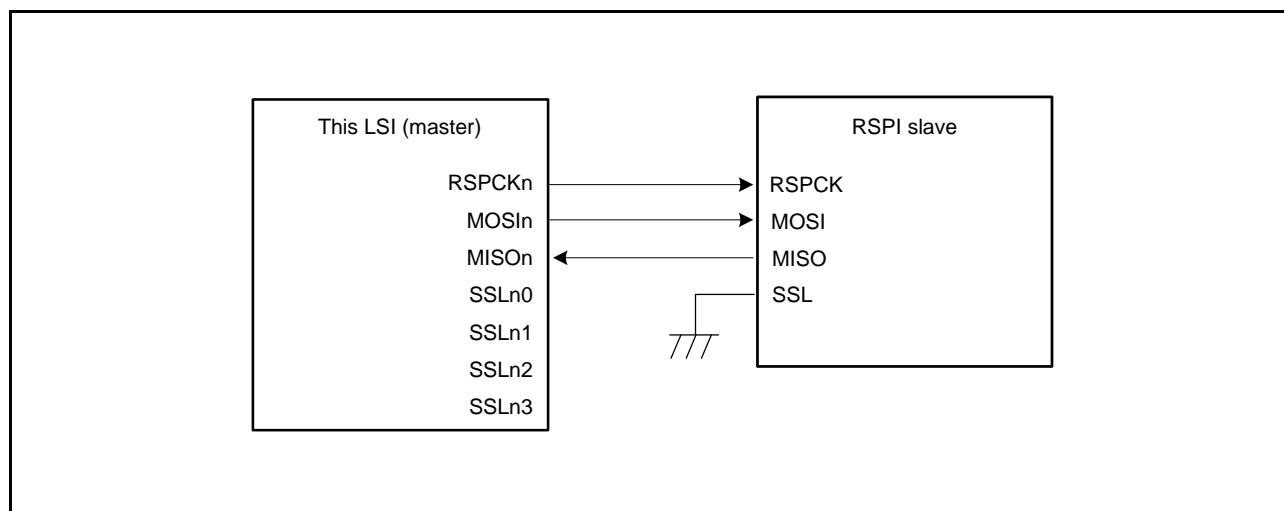 This LSI (master)
RSPCKn
MOSIn
MISOn
SSLn0
SSLn1
SSLn2
SSLn3
RSPI slave
RSPCK
MOSI
MISO
SSL